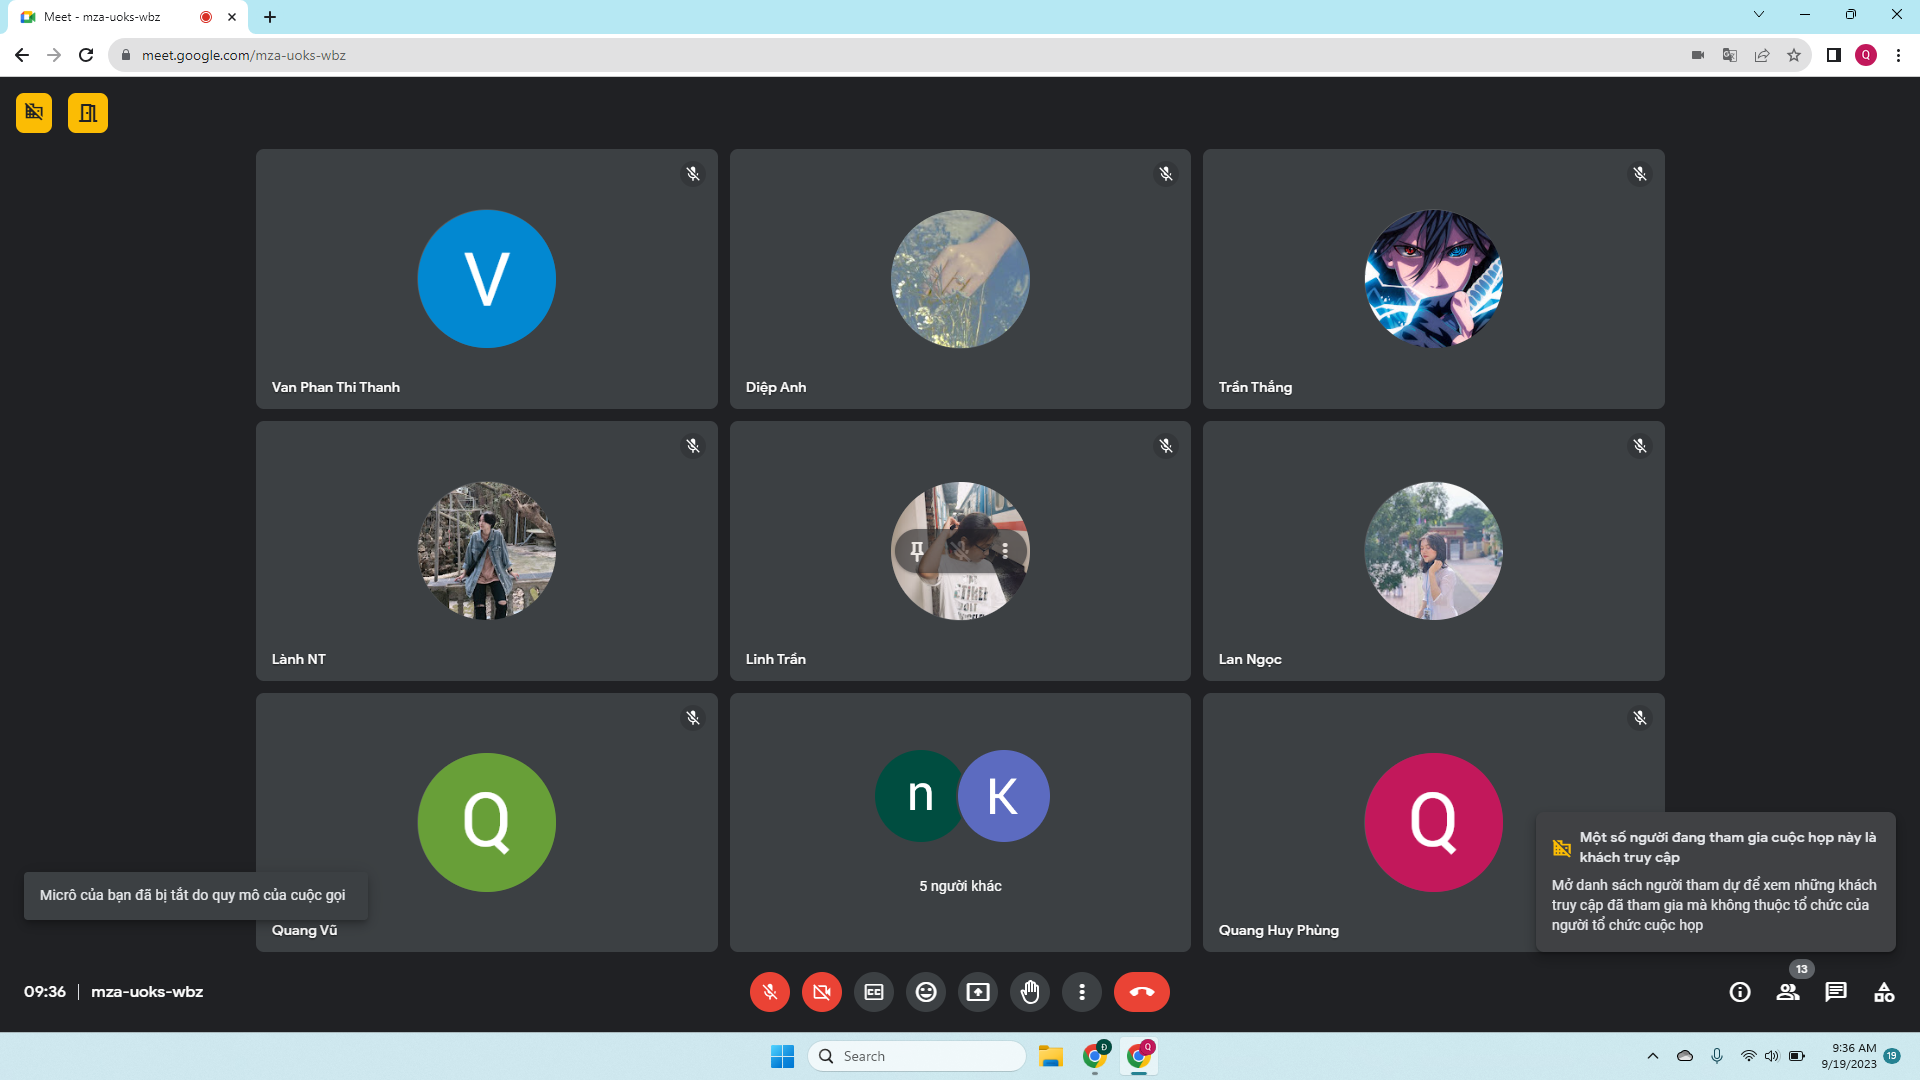 Meet - mza-uoks-wbz
meet.google.com/mza-uoks-wbz
Q
V
Van Phan Thi Thanh
Diệp Anh
Trần Thắng
Lành NT
Linh Trần
Lan Ngọc
Q
Quang Vũ
n K
5 người khác
Q
Quang Huy Phùng
Micrô của bạn đã bị tắt do quy mô của cuộc gọi
Một số người đang tham gia cuộc họp này là
khách truy cập
Mở danh sách người tham dự để xem những khách
truy cập đã tham gia mà không thuộc tổ chức của
người tổ chức cuộc họp
09:36 | mza-uoks-wbz
CC
13
Search
Đ
Q
9:36 AM
9/19/2023
19